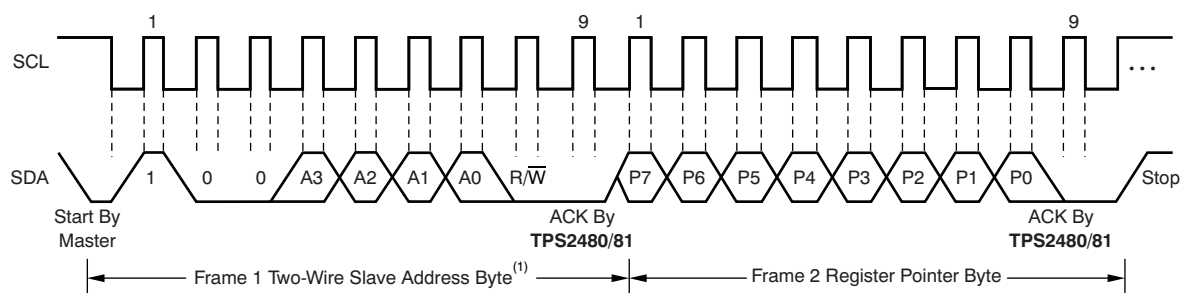 1 9 1 9
SCL
...
SDA 1 0 0 A3 A2 A1 A0 R/W̅ P7 P6 P5 P4 P3 P2 P1 P0 Stop
Start By ACK By ACK By
Master TPS2480/81 TPS2480/81
Frame 1 Two-Wire Slave Address Byte(1) Frame 2 Register Pointer Byte